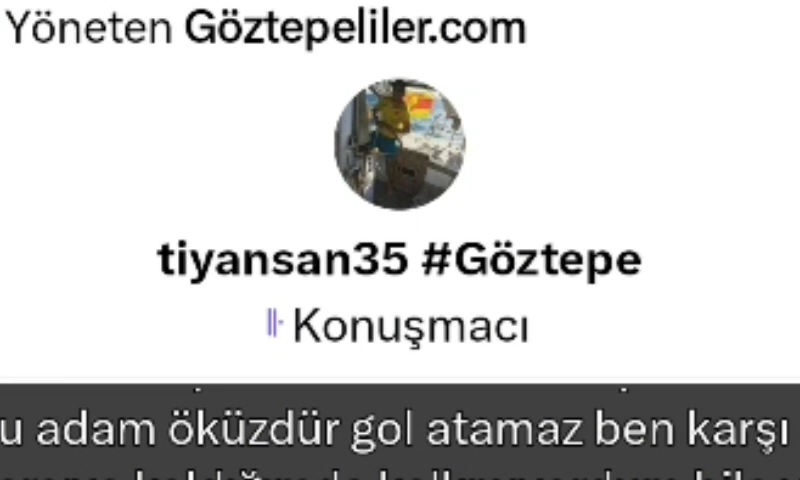 Yöneten Göztepeliler.com
tiyansan35 #Göztepe
Konuşmacı
u adam öküzdür gol atamaz ben karşı